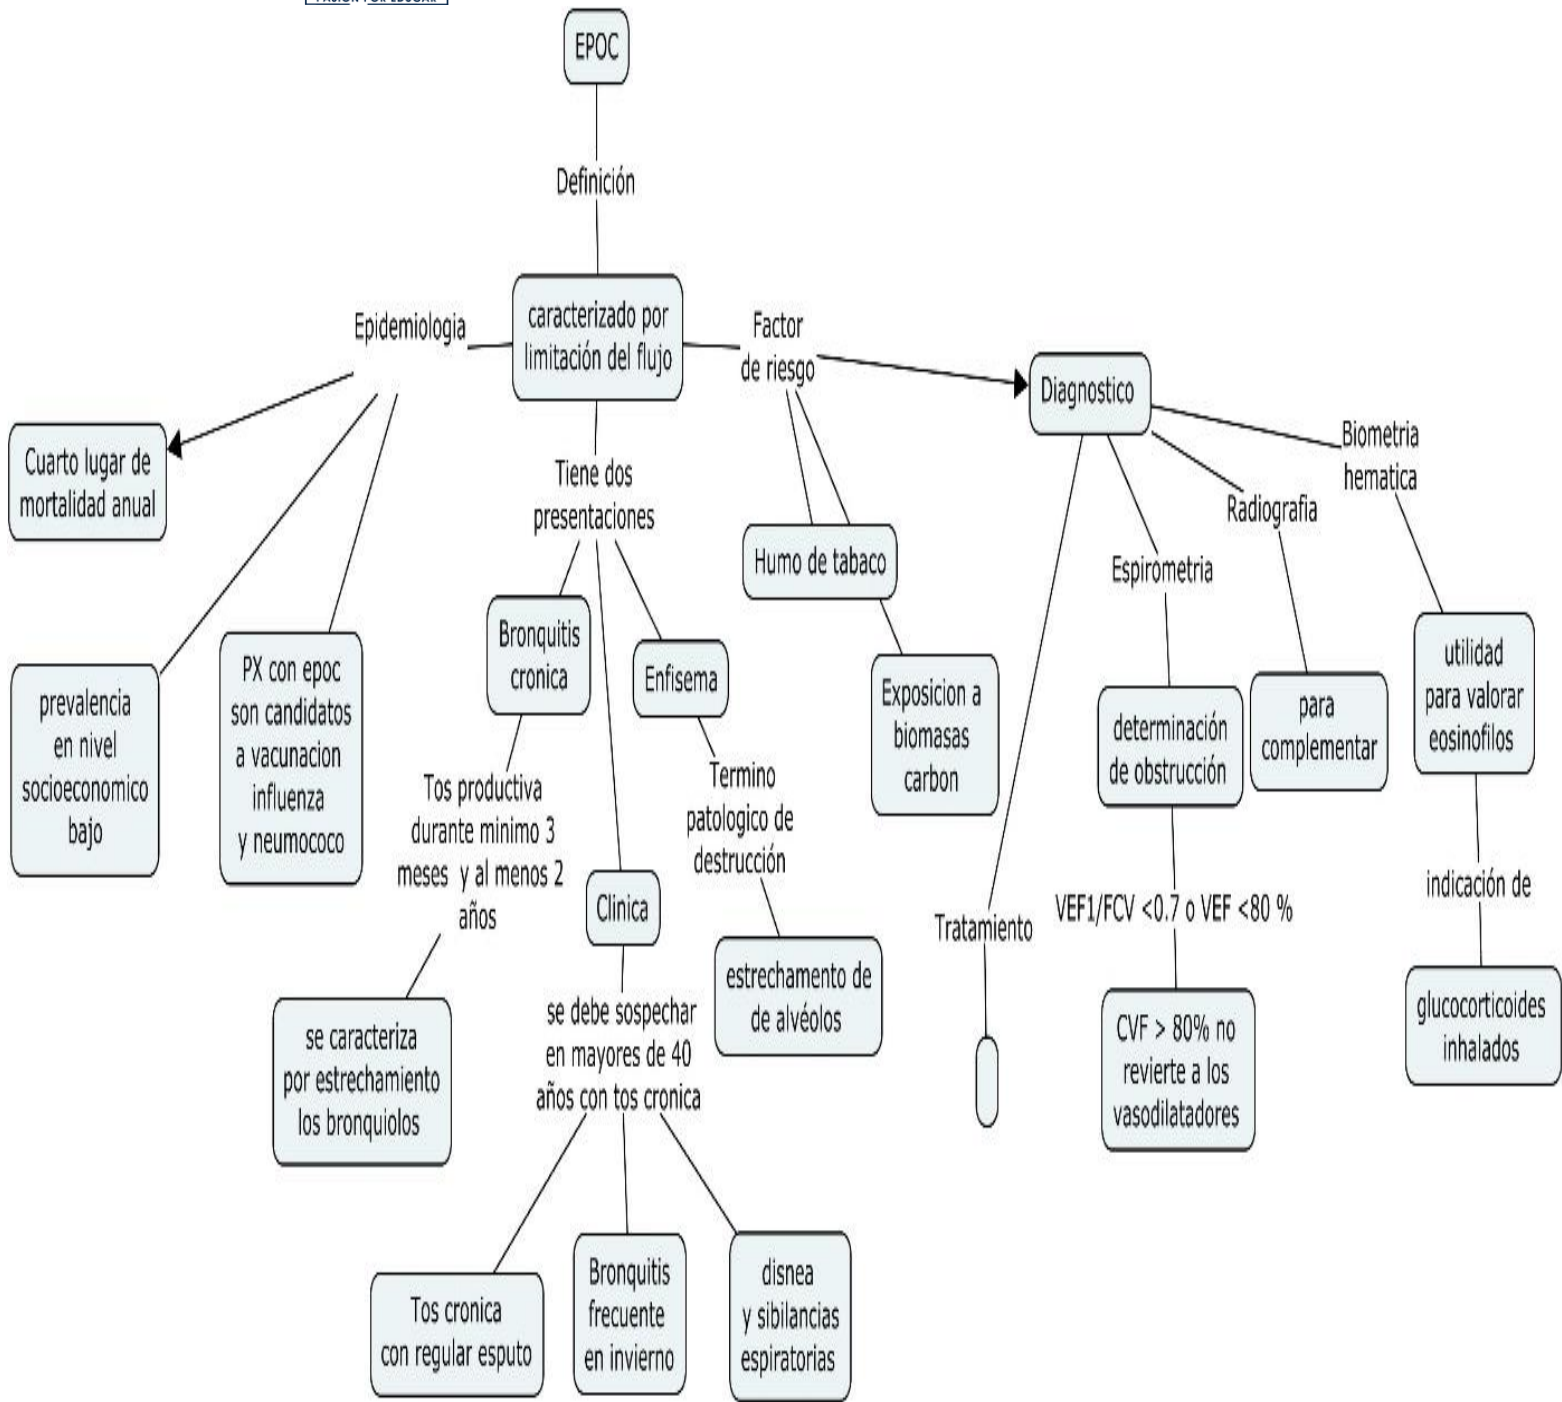 PASIÓN POR EDUCAR
EPOC
Definición
caracterizado por
limitación del flujo
Epidemiologia
Cuarto lugar de
mortalidad anual
prevalencia
en nivel
socioeconomico
bajo
PX con epoc
son candidatos
a vacunacion
influenza
y neumococo
Tiene dos
presentaciones
Bronquitis
cronica
Tos productiva
durante minimo 3
meses y al menos 2
años
se caracteriza
por estrechamiento
los bronquiolos
Clinica
se debe sospechar
en mayores de 40
años con tos cronica
Tos cronica
con regular esputo
Bronquitis
frecuente
en invierno
disnea
y sibilancias
espiratorias
Enfisema
Termino
patologico de
destrucción
estrechamento de
de alvéolos
Factor
de riesgo
Humo de tabaco
Exposicion a
biomasas
carbon
Diagnostico
Tratamiento
Espirometria
determinación
de obstrucción
VEF1/FCV <0.7 o VEF <80 %
CVF > 80% no
revierte a los
vasodilatadores
Radiografia
para
complementar
Biometria
hematica
utilidad
para valorar
eosinofilos
indicación de
glucocorticoides
inhalados